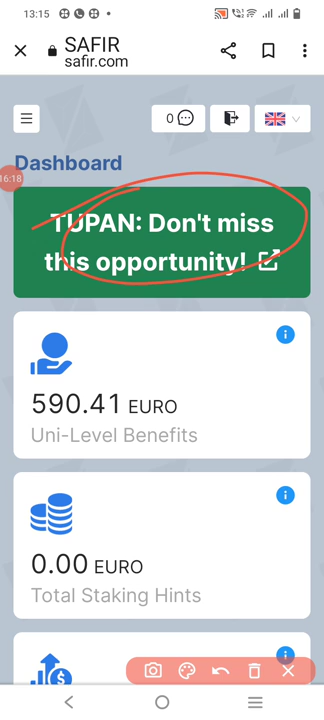 13:15
SAFIR
safir.com
0
Dashboard
16:18
TUPAN: Don't miss
this opportunity!
590.41 EURO
Uni-Level Benefits
0.00 EURO
Total Staking Hints